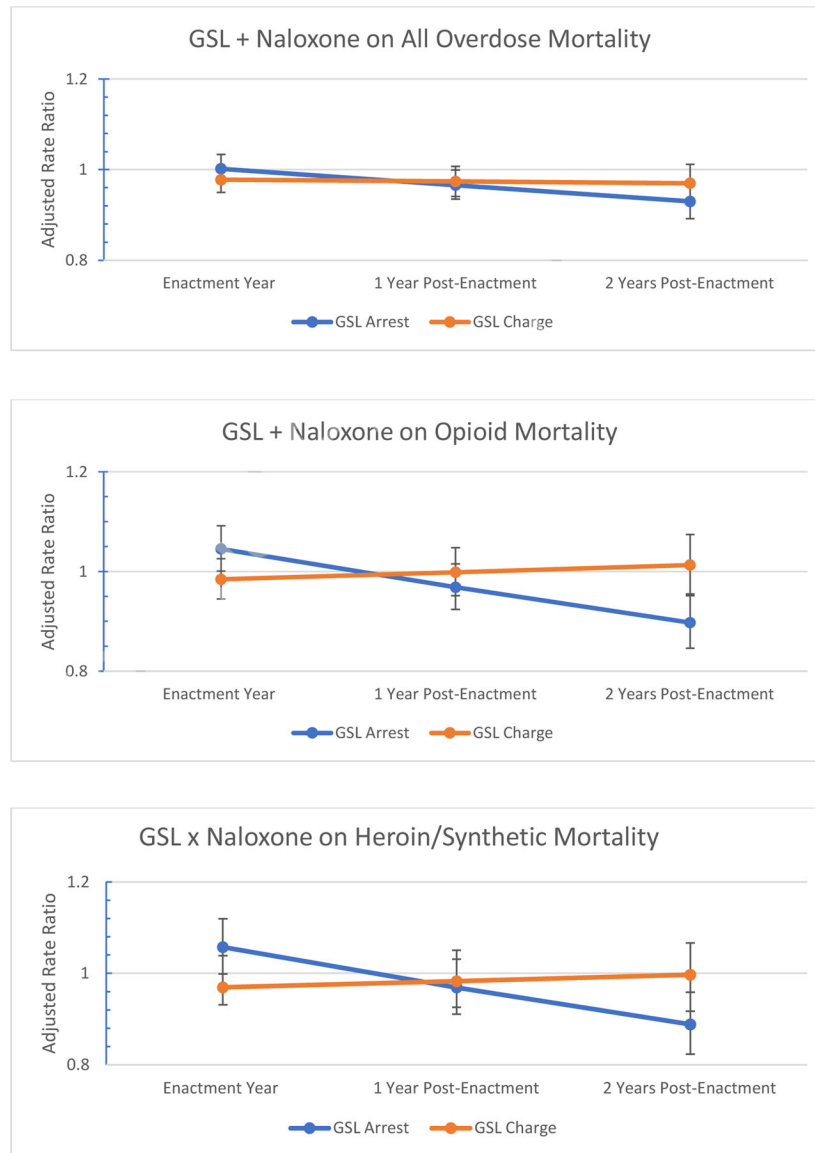 GSL + Naloxone on All Overdose Mortality
1.2
1
0.8
Adjusted Rate Ratio
Enactment Year 1 Year Post-Enactment 2 Years Post-Enactment
GSL Arrest GSL Charge
GSL + Naloxone on Opioid Mortality
1.2
1
0.8
Adjusted Rate Ratio
Enactment Year 1 Year Post-Enactment 2 Years Post-Enactment
GSL Arrest GSL Charge
GSL x Naloxone on Heroin/Synthetic Mortality
1.2
1
0.8
Adjusted Rate Ratio
Enactment Year 1 Year Post-Enactment 2 Years Post-Enactment
GSL Arrest GSL Charge